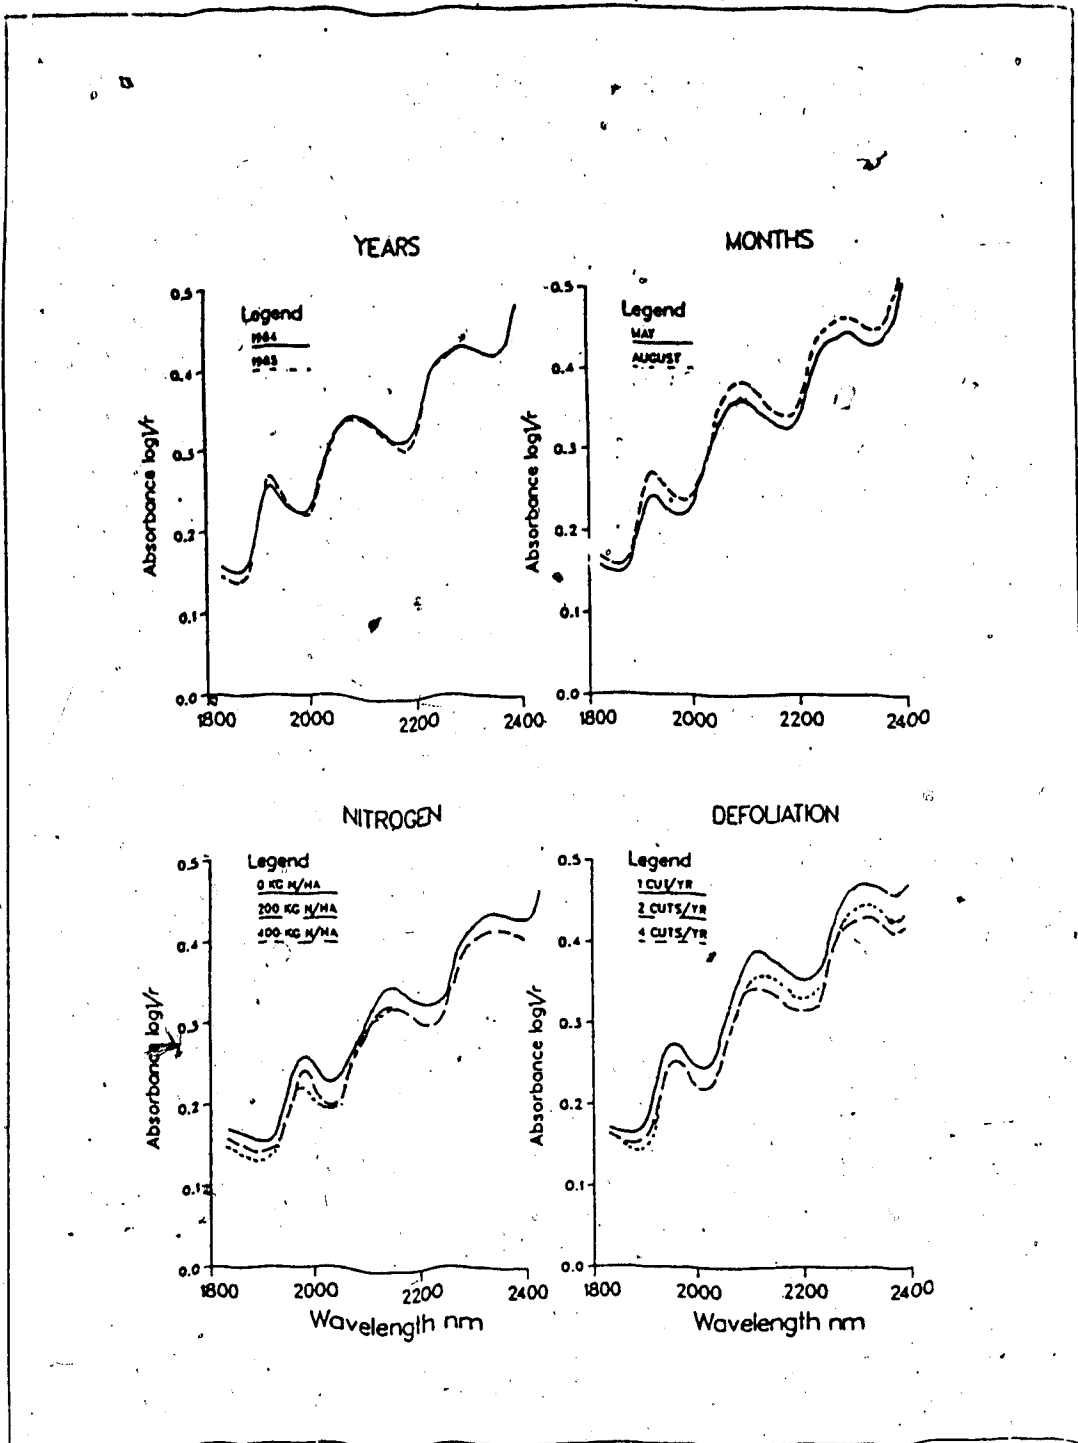 YEARS
Legend
1984
1985
0.5
0.4
0.3
0.2
0.1
0.0
Absorbance log1/r
1800 2000 2200 2400
MONTHS
Legend
MAY
AUGUST
0.5
0.4
0.3
0.2
0.1
0.0
Absorbance log1/r
1800 2000 2200 2400
NITROGEN
Legend
0 KG N/HA
200 KG N/HA
400 KG N/HA
0.5
0.4
0.3
0.2
0.1
0.0
Absorbance log1/r
1800 2000 2200 2400
Wavelength nm
DEFOLIATION
Legend
1 CUT/YR
2 CUTS/YR
4 CUTS/YR
0.5
0.4
0.3
0.2
0.1
0.0
Absorbance log1/r
1800 2000 2200 2400
Wavelength nm